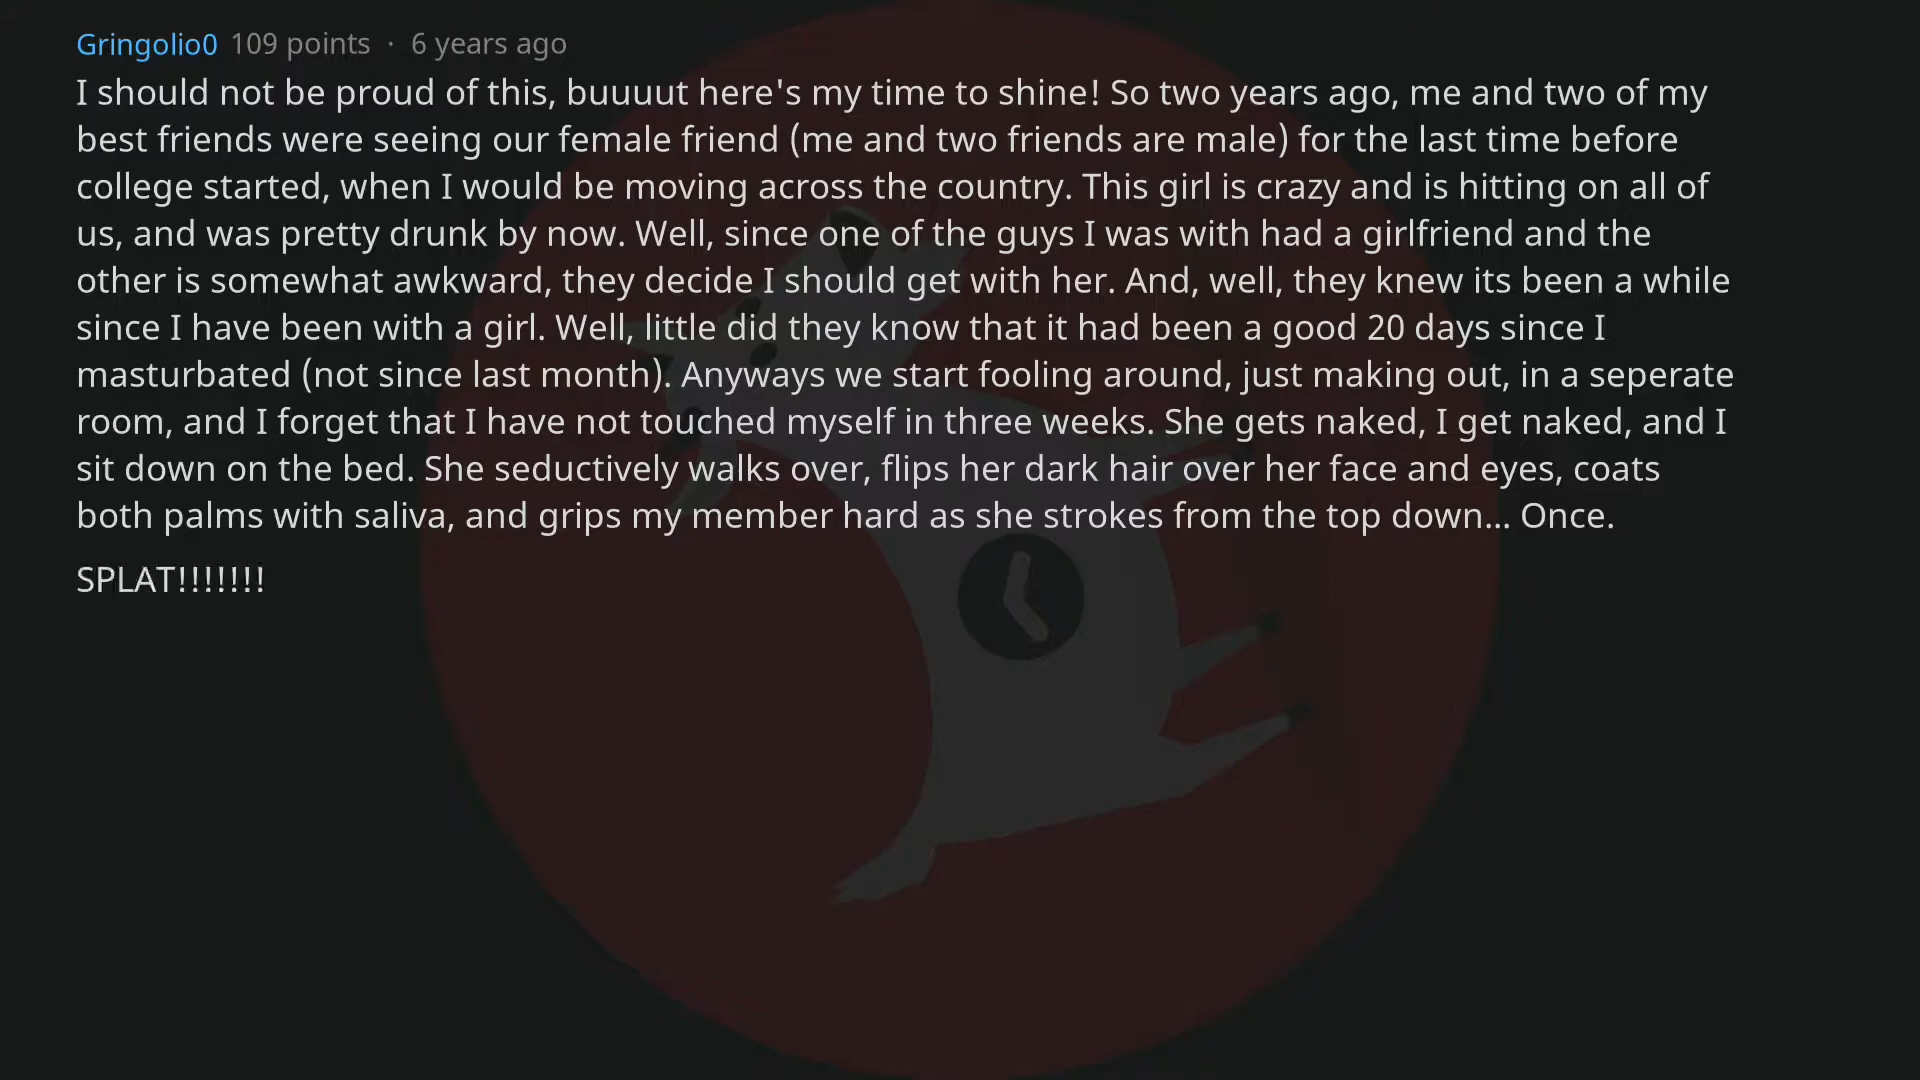 Gringolio0 109 points · 6 years ago
I should not be proud of this, buuuut here's my time to shine! So two years ago, me and two of my
best friends were seeing our female friend (me and two friends are male) for the last time before
college started, when I would be moving across the country. This girl is crazy and is hitting on all of
us, and was pretty drunk by now. Well, since one of the guys I was with had a girlfriend and the
other is somewhat awkward, they decide I should get with her. And, well, they knew its been a while
since I have been with a girl. Well, little did they know that it had been a good 20 days since I
masturbated (not since last month). Anyways we start fooling around, just making out, in a seperate
room, and I forget that I have not touched myself in three weeks. She gets naked, I get naked, and I
sit down on the bed. She seductively walks over, flips her dark hair over her face and eyes, coats
both palms with saliva, and grips my member hard as she strokes from the top down... Once.
SPLAT!!!!!!!